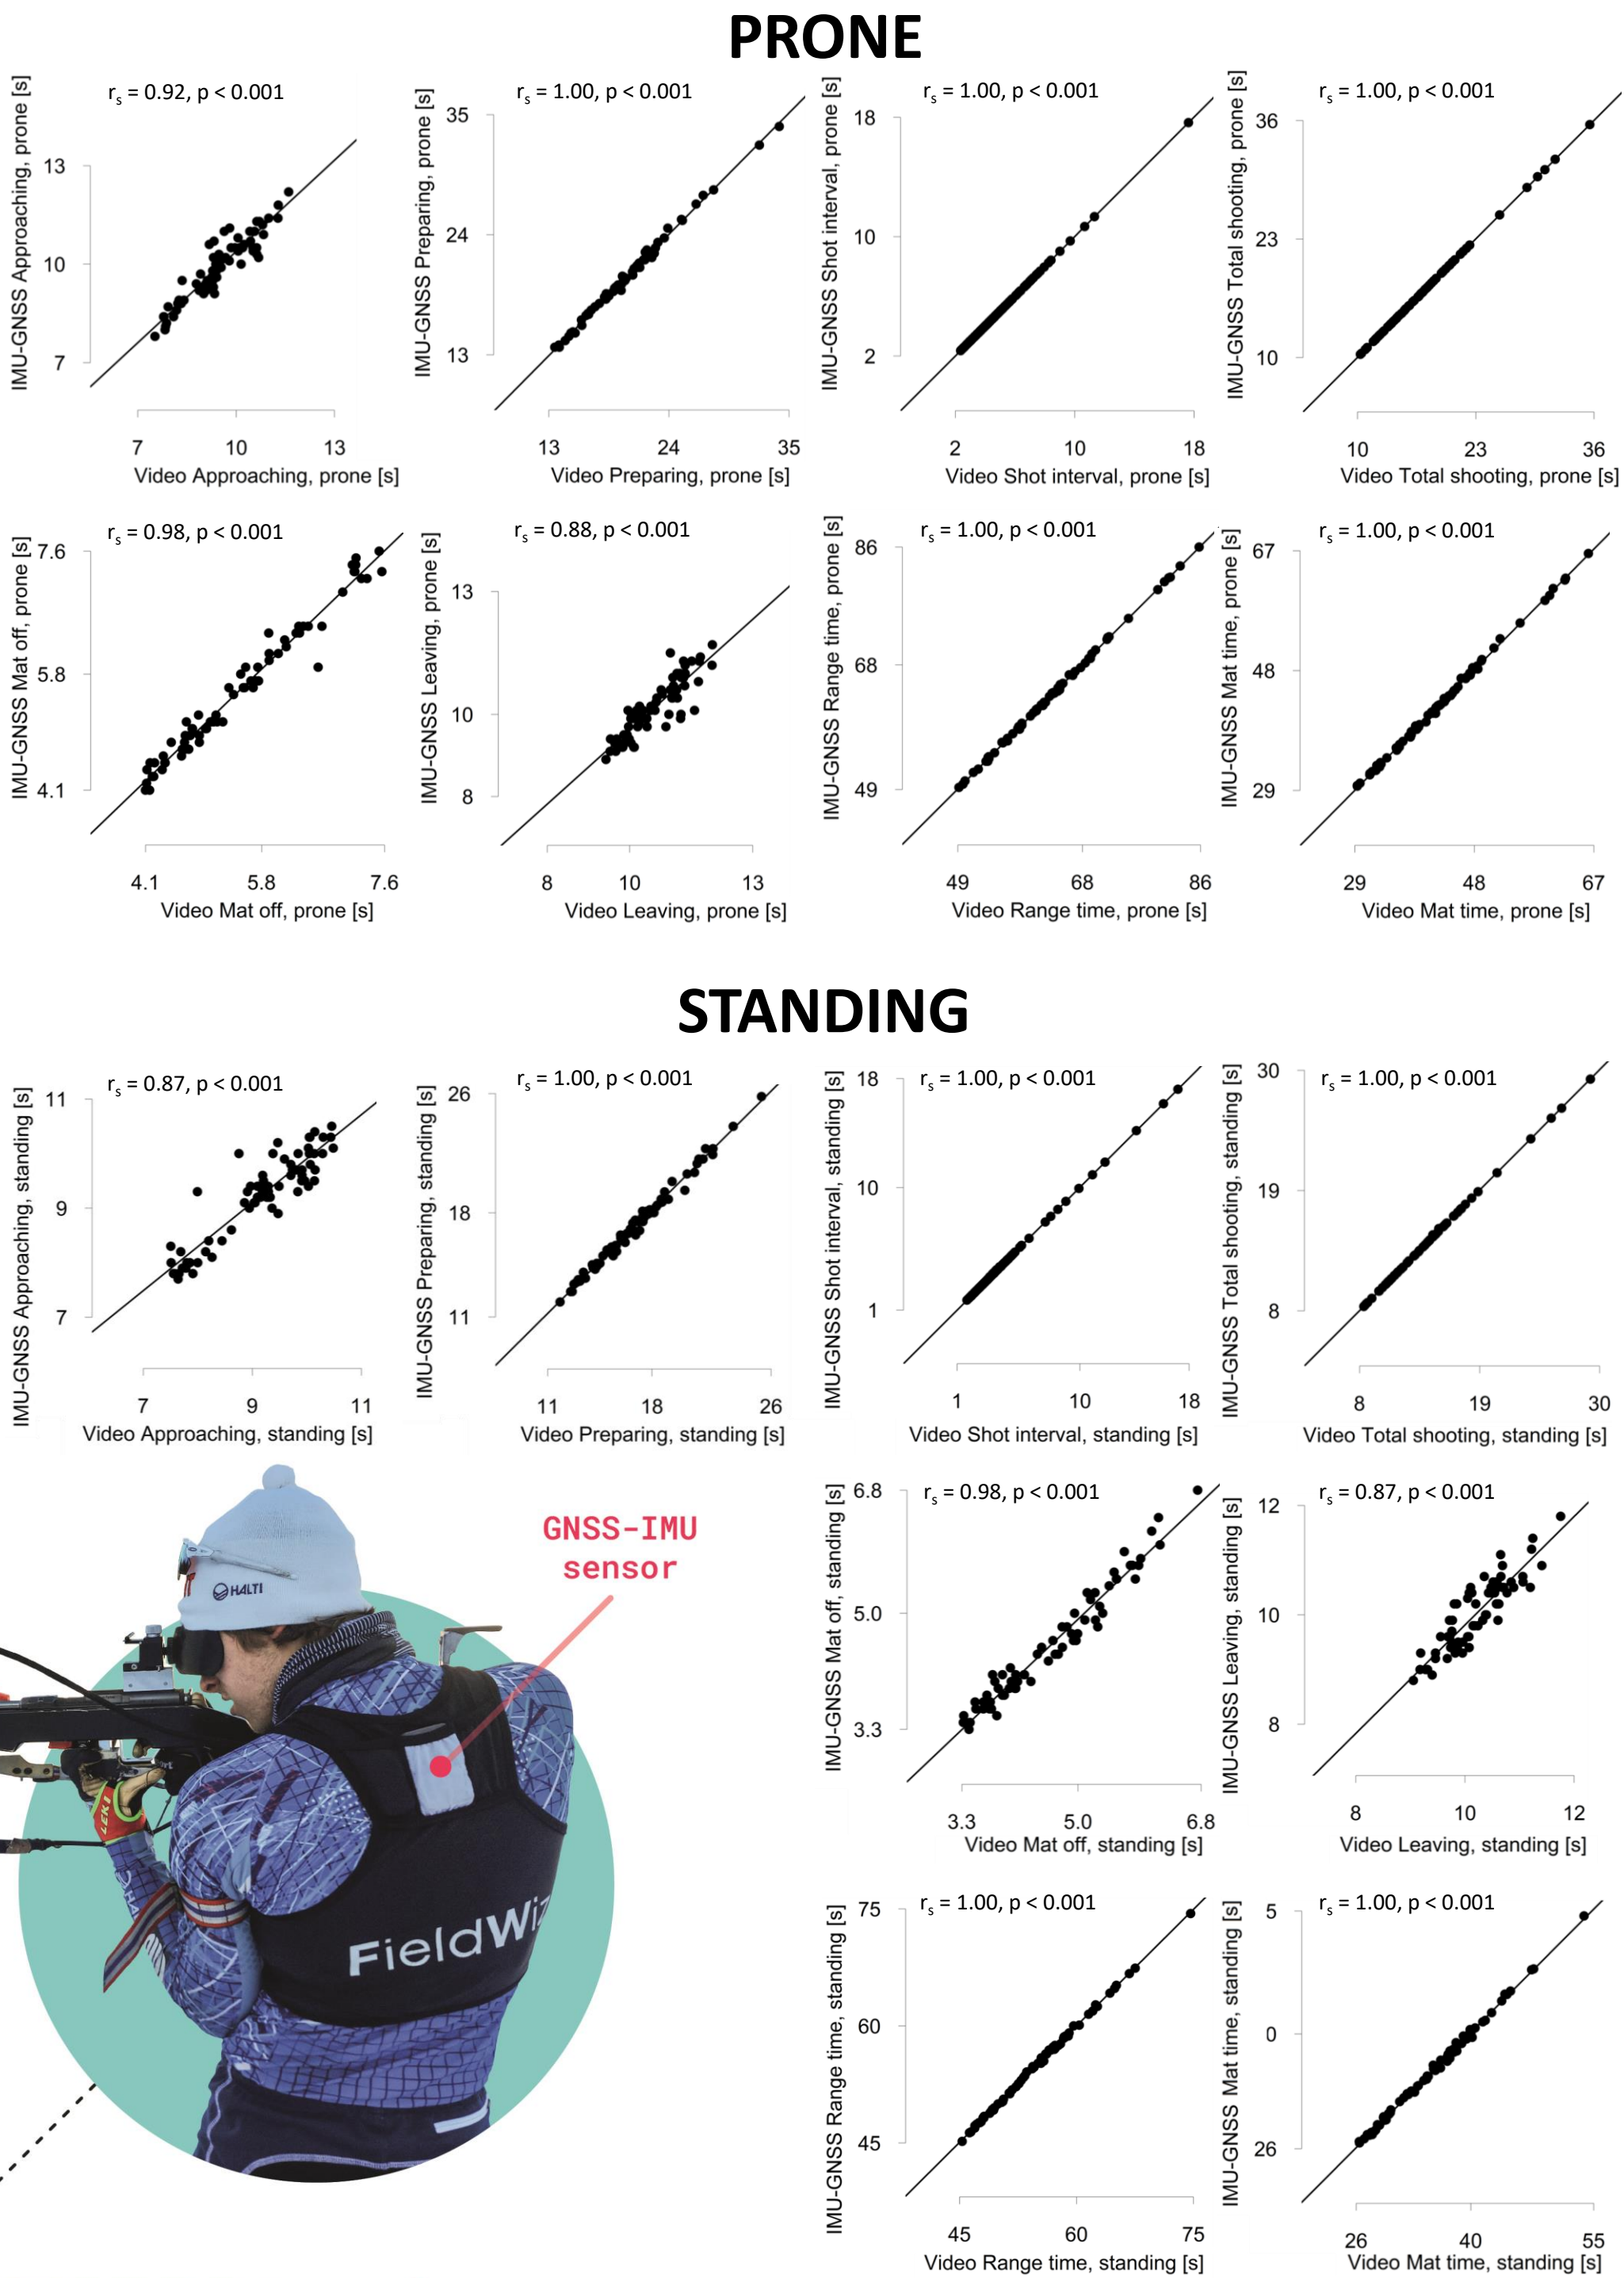 PRONE
IMU-GNSS Approaching, prone [s]
rs = 0.92, p < 0.001
13
10
7
7 10 13
Video Approaching, prone [s]
IMU-GNSS Preparing, prone [s]
rs = 1.00, p < 0.001
35
24
13
13 24 35
Video Preparing, prone [s]
IMU-GNSS Shot interval, prone [s]
rs = 1.00, p < 0.001
18
10
2
2 10 18
Video Shot interval, prone [s]
IMU-GNSS Total shooting, prone [s]
rs = 1.00, p < 0.001
36
23
10
10 23 36
Video Total shooting, prone [s]
IMU-GNSS Mat off, prone [s]
rs = 0.98, p < 0.001
7.6
5.8
4.1
4.1 5.8 7.6
Video Mat off, prone [s]
IMU-GNSS Leaving, prone [s]
rs = 0.88, p < 0.001
13
10
8
8 10 13
Video Leaving, prone [s]
IMU-GNSS Range time, prone [s]
rs = 1.00, p < 0.001
86
68
49
49 68 86
Video Range time, prone [s]
IMU-GNSS Mat time, prone [s]
rs = 1.00, p < 0.001
67
48
29
29 48 67
Video Mat time, prone [s]
STANDING
IMU-GNSS Approaching, standing [s]
rs = 0.87, p < 0.001
11
9
7
7 9 11
Video Approaching, standing [s]
IMU-GNSS Preparing, standing [s]
rs = 1.00, p < 0.001
26
18
11
11 18 26
Video Preparing, standing [s]
IMU-GNSS Shot interval, standing [s]
rs = 1.00, p < 0.001
18
10
1
1 10 18
Video Shot interval, standing [s]
IMU-GNSS Total shooting, standing [s]
rs = 1.00, p < 0.001
30
19
8
8 19 30
Video Total shooting, standing [s]
GNSS-IMU
sensor
HALTI
LEKI
FieldWi
IMU-GNSS Mat off, standing [s]
rs = 0.98, p < 0.001
6.8
5.0
3.3
3.3 5.0 6.8
Video Mat off, standing [s]
IMU-GNSS Leaving, standing [s]
rs = 0.87, p < 0.001
12
10
8
8 10 12
Video Leaving, standing [s]
IMU-GNSS Range time, standing [s]
rs = 1.00, p < 0.001
75
60
45
45 60 75
Video Range time, standing [s]
IMU-GNSS Mat time, standing [s]
rs = 1.00, p < 0.001
5
0
26
26 40 55
Video Mat time, standing [s]